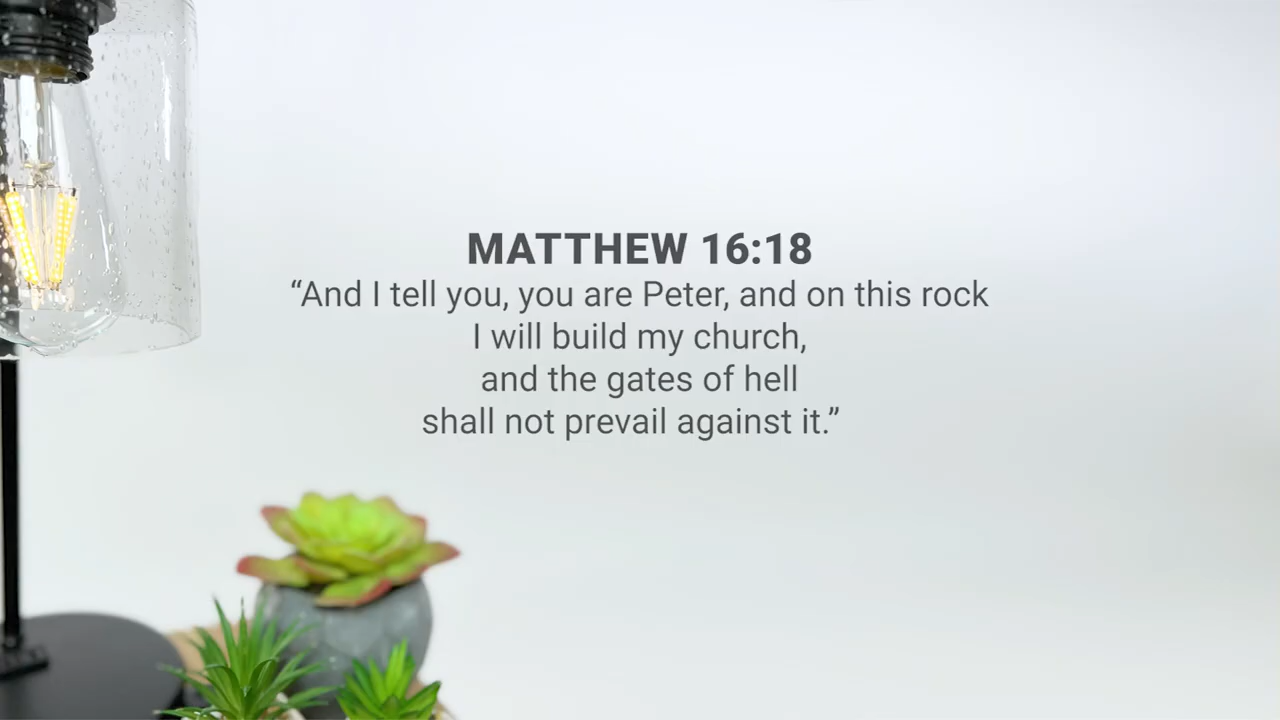 MATTHEW 16:18
“And I tell you, you are Peter, and on this rock
I will build my church,
and the gates of hell
shall not prevail against it.”